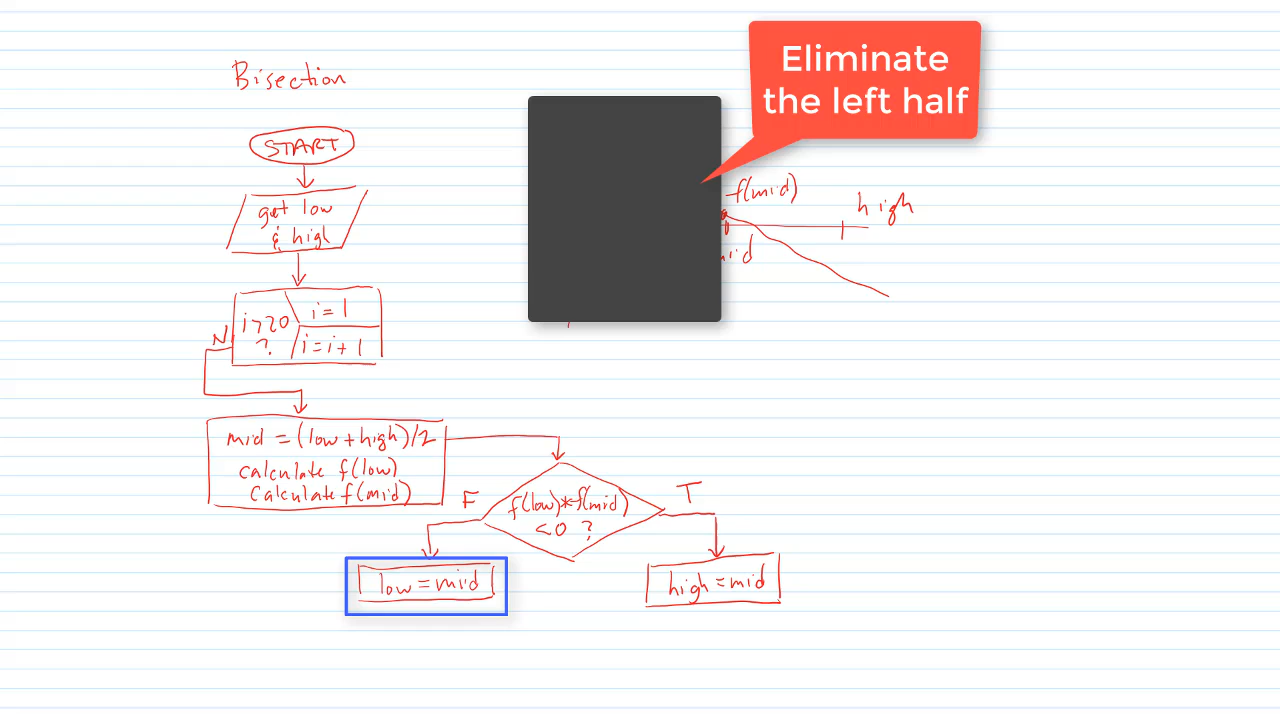 Bisection
Eliminate
the left half
START
get low
& high
i>20
?
i=1
i=i+1
N
f(mid)
high
mid = (low+high)/2
calculate f(low)
calculate f(mid)
F
f(low)*f(mid)
<0 ?
T
low=mid
high=mid